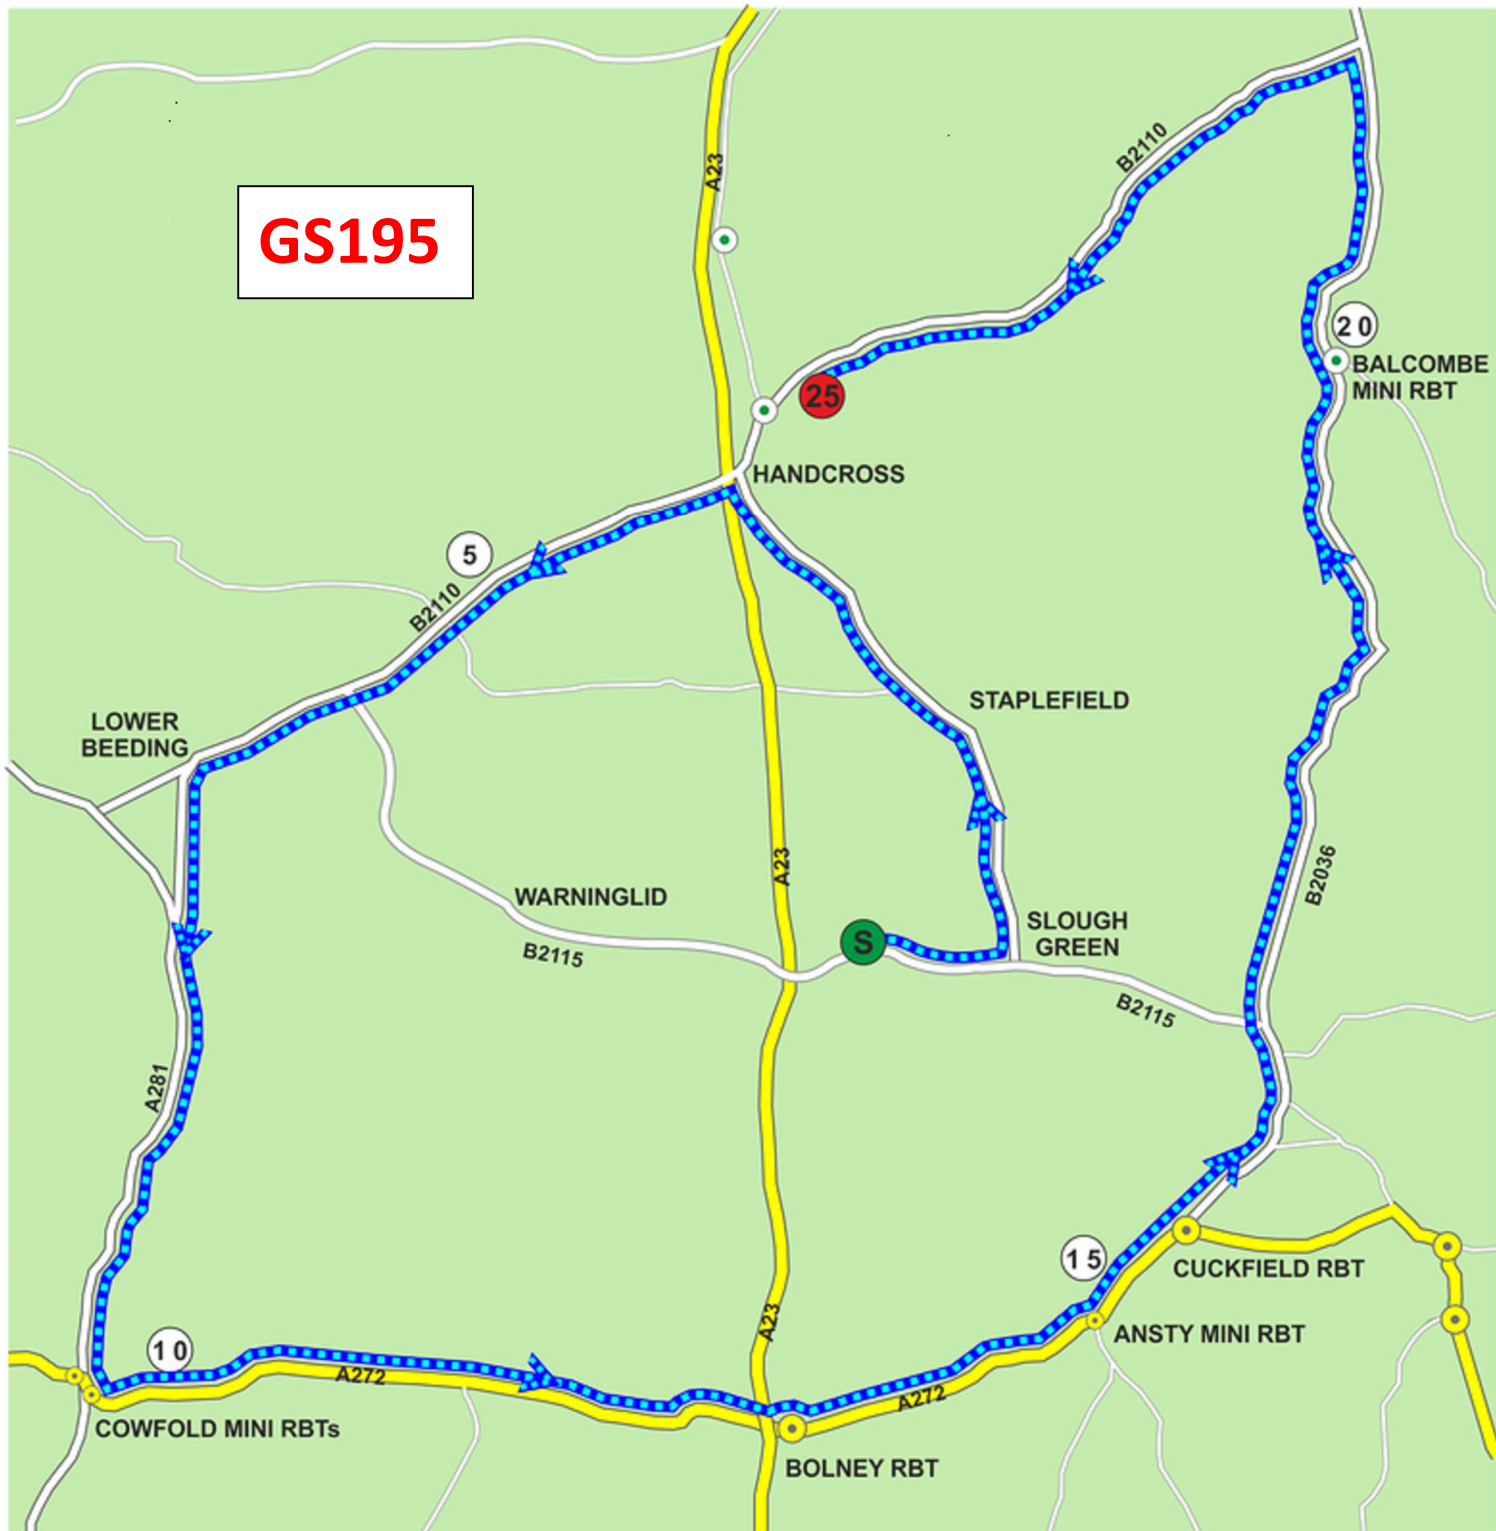 B2110
A23
GS195
20
BALCOMBE
MINI RBT
25
HANDCROSS
5
B2110
STAPLEFIELD
LOWER
BEEDING
A23
B2036
WARNINGLID
SLOUGH
GREEN
S
B2115
B2115
A281
15
CUCKFIELD RBT
A23
ANSTY MINI RBT
10
A272
A272
COWFOLD MINI RBTs
BOLNEY RBT